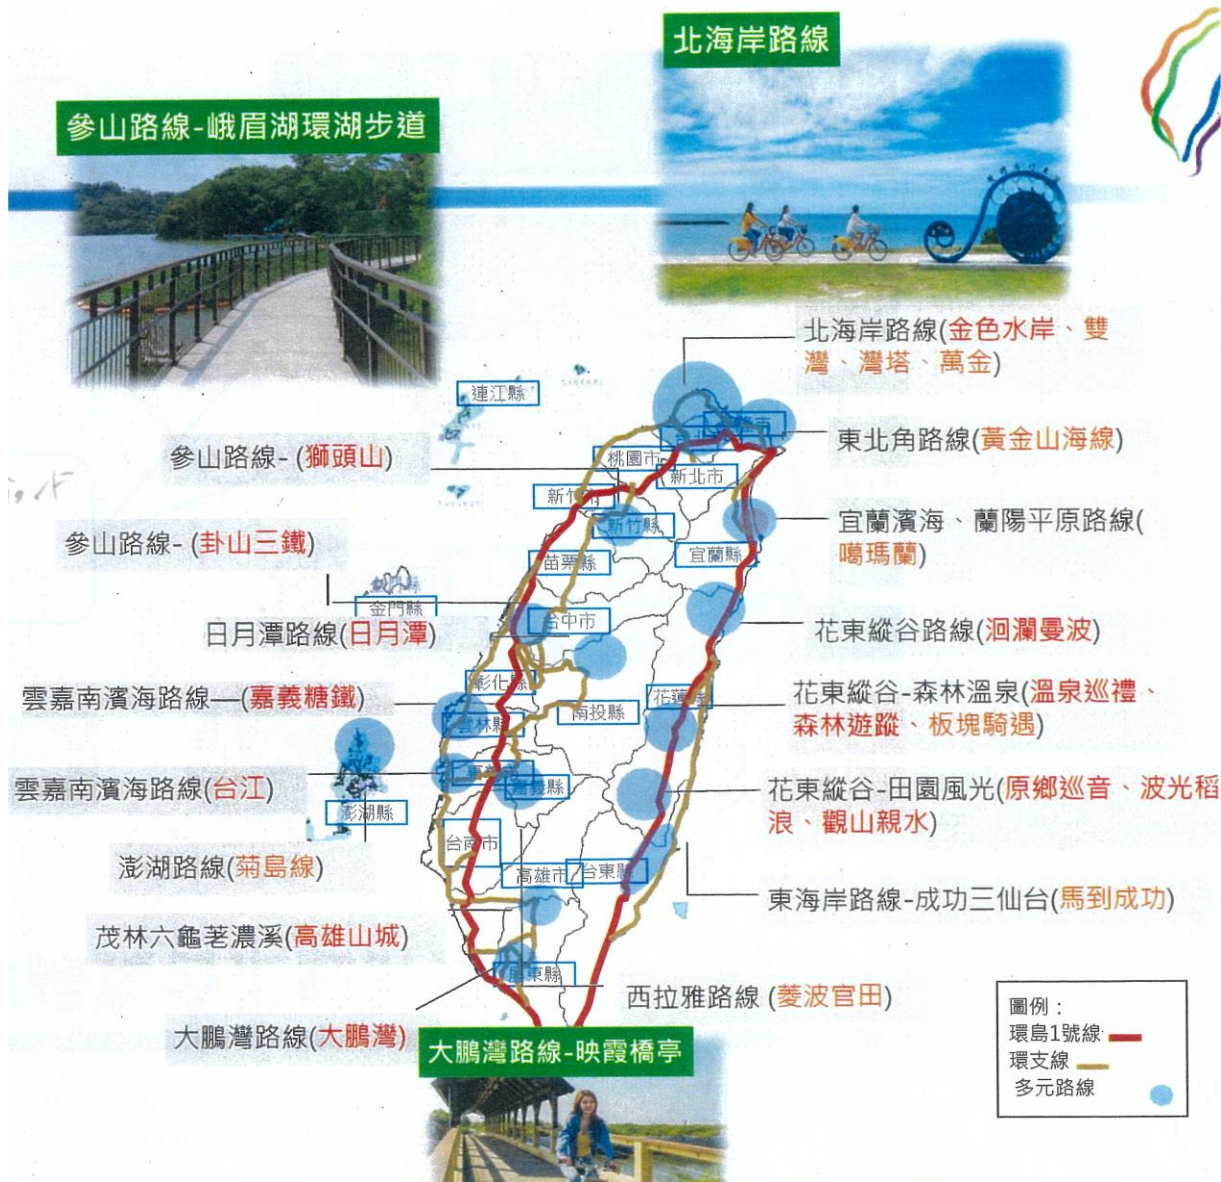 北海岸路線
參山路線-峨眉湖環湖步道
北海岸路線(金色水岸、雙
灣、灣塔、萬金)
連江縣
東北角路線(黃金山海線)
參山路線- (獅頭山)
桃園市
新北市
新竹
新竹縣
宜蘭濱海、蘭陽平原路線(
噶瑪蘭)
參山路線- (卦山三鐵)
苗栗縣
宜蘭縣
金門縣
台中市
日月潭路線(日月潭)
花東縱谷路線(洄瀾曼波)
彰化縣
雲嘉南濱海路線—(嘉義糖鐵)
花蓮縣
南投縣
雲林縣
花東縱谷-森林溫泉(溫泉巡禮、
森林遊蹤、板塊騎遇)
雲嘉南濱海路線(台江)
嘉義縣
花東縱谷-田園風光(原鄉巡音、波光稻
浪、觀山親水)
澎湖縣
台南市
澎湖路線(菊島線)
高雄市
台東縣
東海岸路線-成功三仙台(馬到成功)
茂林六龜荖濃溪(高雄山城)
屏東縣
西拉雅路線 (菱波官田)
大鵬灣路線(大鵬灣)
大鵬灣路線-映霞橋亭
圖例：
環島1號線
環支線
多元路線